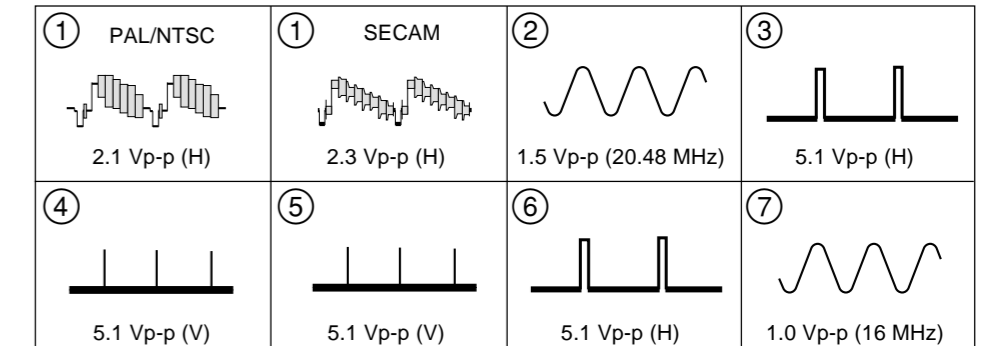 ① PAL/NTSC
2.1 Vp-p (H)
① SECAM
2.3 Vp-p (H)
②
1.5 Vp-p (20.48 MHz)
③
5.1 Vp-p (H)
④
5.1 Vp-p (V)
⑤
5.1 Vp-p (V)
⑥
5.1 Vp-p (H)
⑦
1.0 Vp-p (16 MHz)